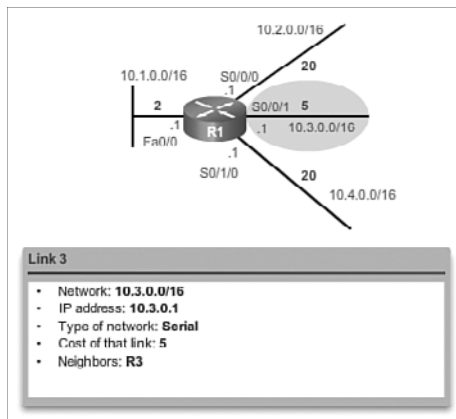 10.2.0.0/16
20
10.1.0.0/16
S0/0/0
.1
2
S0/0/1 5
.1
R1
.1
10.3.0.0/16
Fa0/0
.1
S0/1/0
20
10.4.0.0/16
Link 3
• Network: 10.3.0.0/16
- IP address: 10.3.0.1
- Type of network: Serial
• Cost of that link: 5
• Neighbors: R3